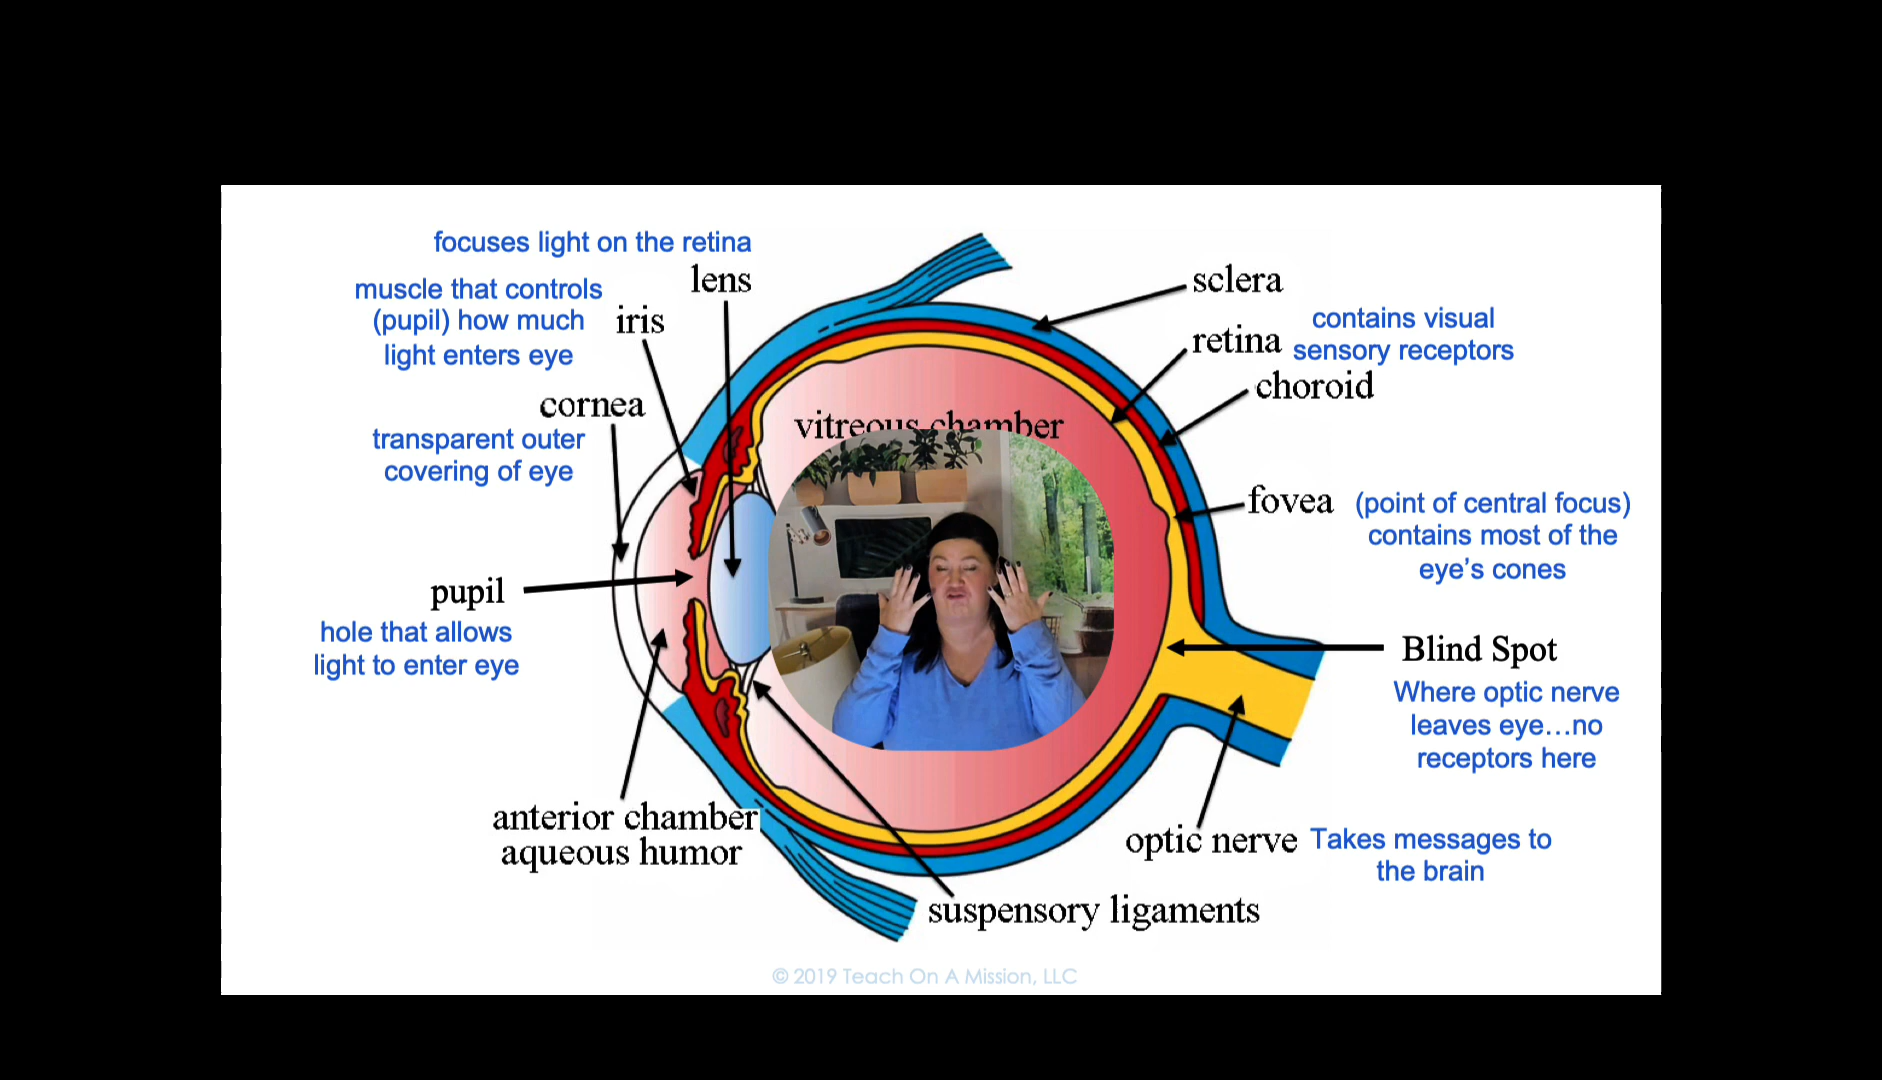 focuses light on the retina
lens
muscle that controls
(pupil) how much
light enters eye
iris
cornea
transparent outer
covering of eye
pupil
hole that allows
light to enter eye
anterior chamber
aqueous humor
vitreous chamber
suspensory ligaments
sclera
retina
contains visual
sensory receptors
choroid
fovea
(point of central focus)
contains most of the
eye's cones
Blind Spot
Where optic nerve
leaves eye...no
receptors here
optic nerve
Takes messages to
the brain
© 2019 Teach On A Mission, LLC